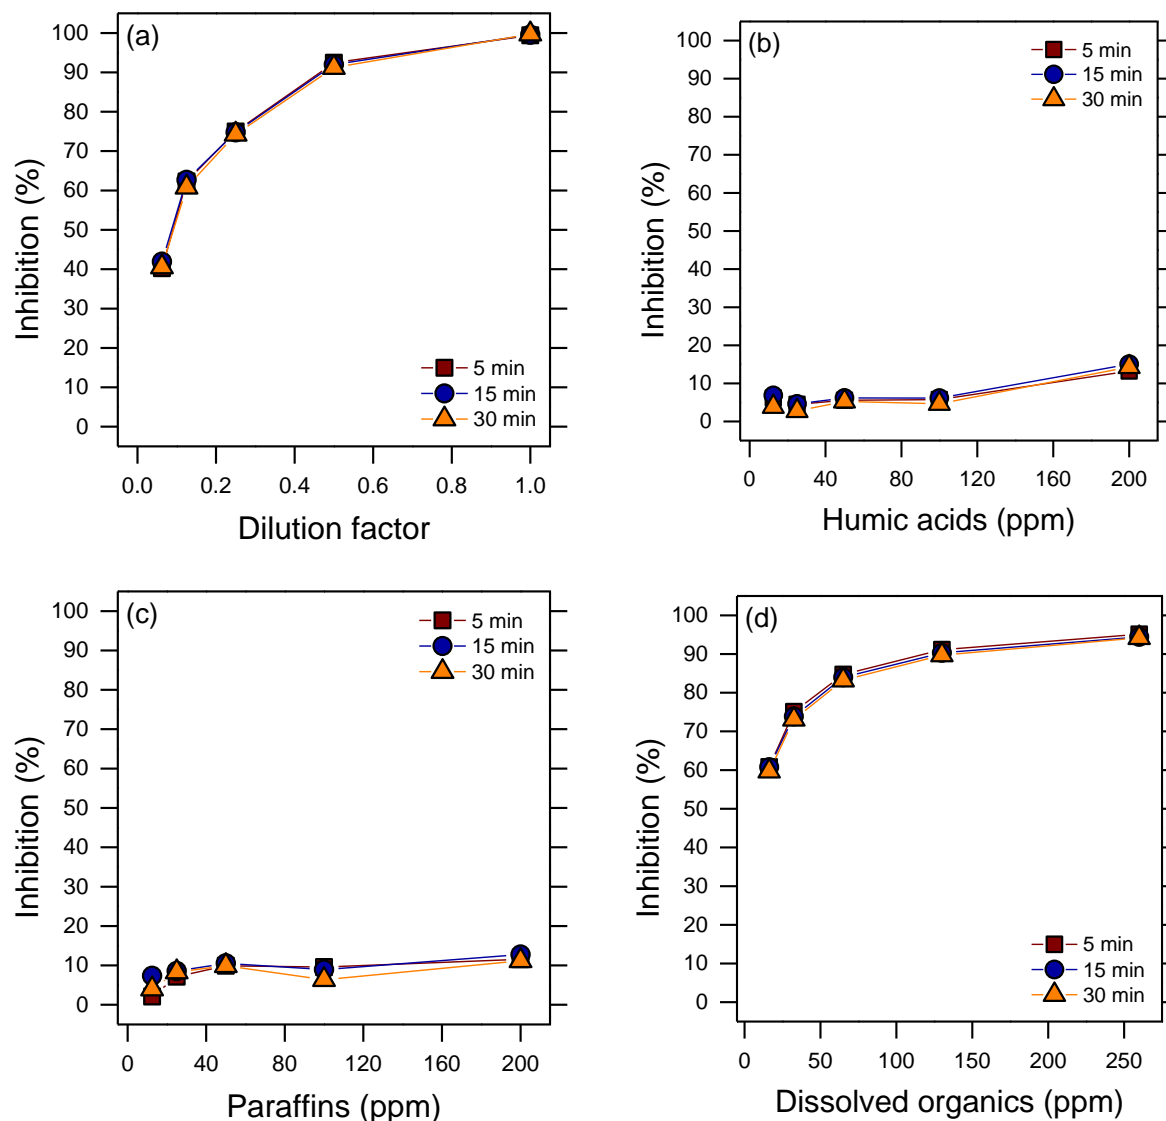 (a)
Inhibition (%)
100
90
80
70
60
50
40
30
20
10
0
5 min
15 min
30 min
0.0 0.2 0.4 0.6 0.8 1.0
Dilution factor
(b)
Inhibition (%)
100
90
80
70
60
50
40
30
20
10
0
5 min
15 min
30 min
0 40 80 120 160 200
Humic acids (ppm)
(c)
Inhibition (%)
100
90
80
70
60
50
40
30
20
10
0
5 min
15 min
30 min
0 40 80 120 160 200
Paraffins (ppm)
(d)
Inhibition (%)
100
90
80
70
60
50
40
30
20
10
0
5 min
15 min
30 min
0 50 100 150 200 250
Dissolved organics (ppm)